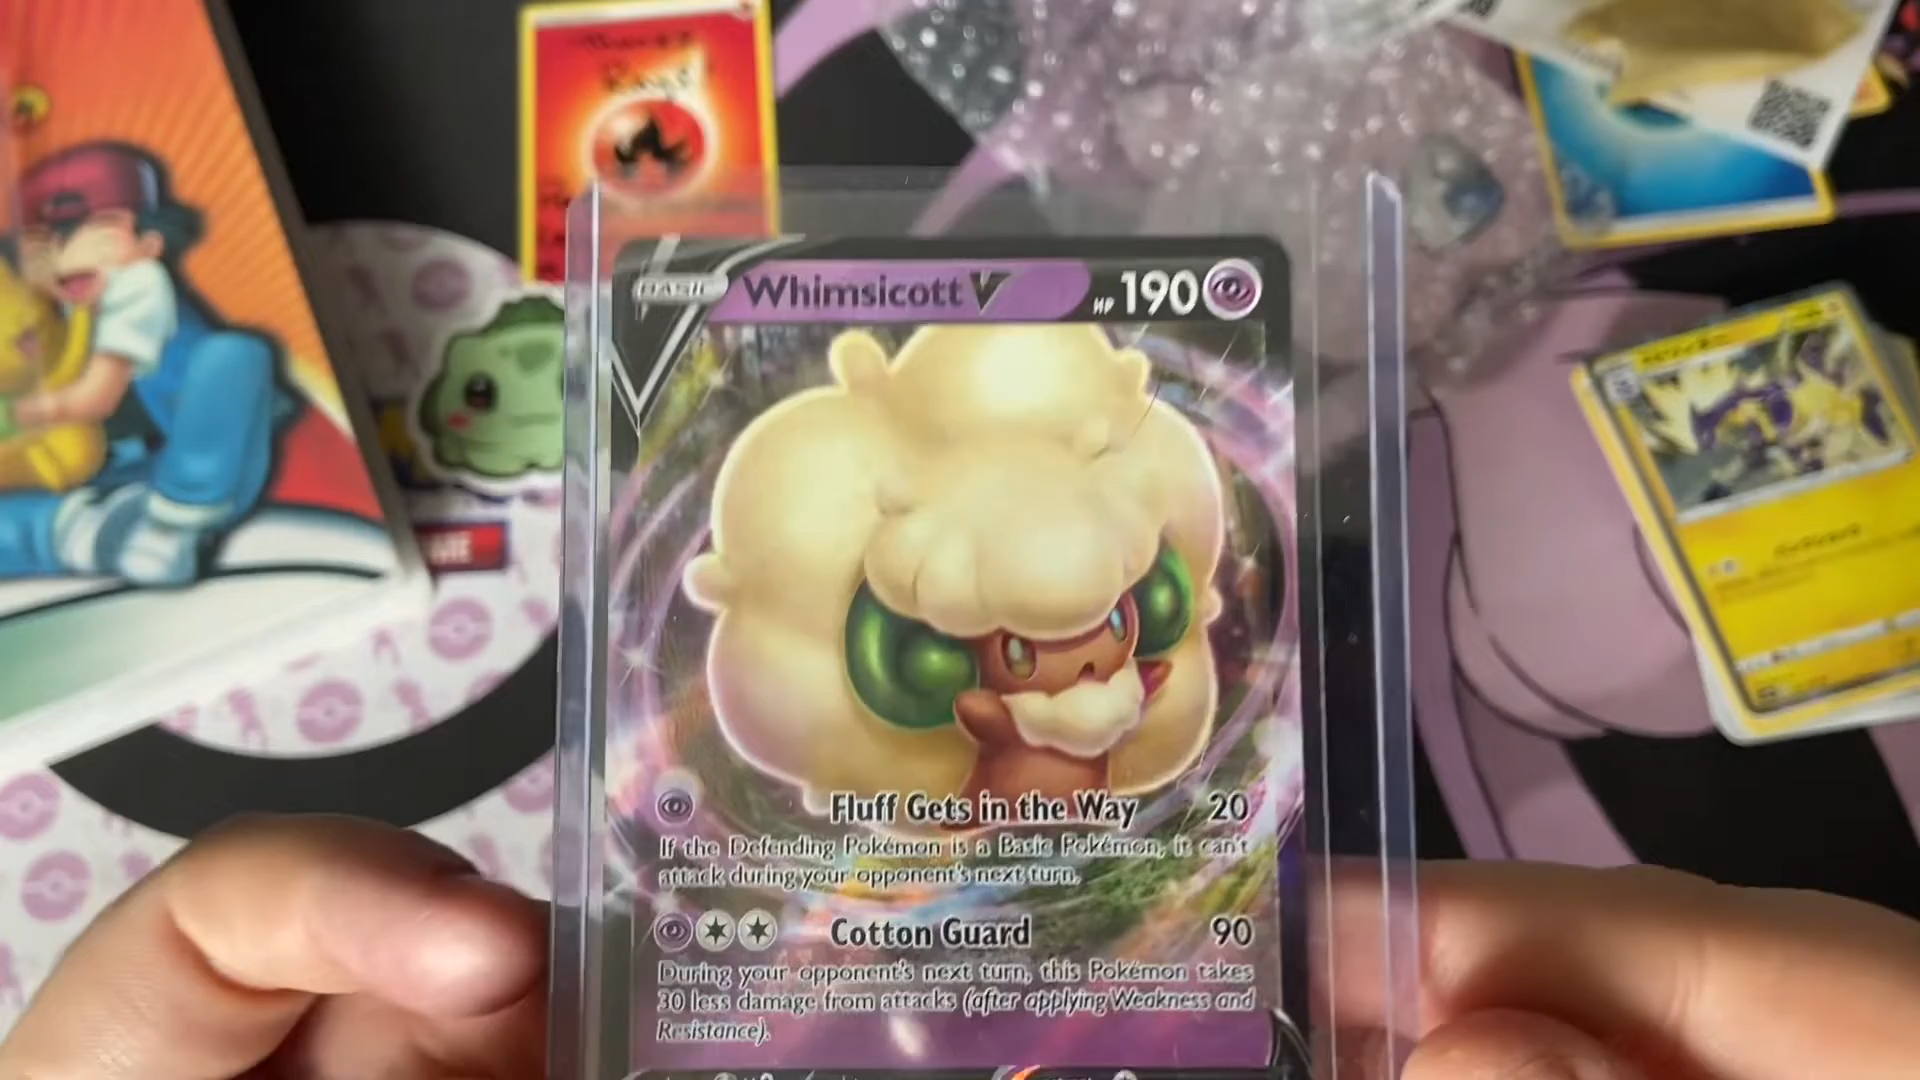 BASIC Whimsicott V HP 190
Fluff Gets in the Way 20
If the Defending Pokémon is a Basic Pokémon, it can't
attack during your opponent's next turn.
Cotton Guard 90
During your opponent's next turn, this Pokémon takes
30 less damage from attacks (after applying Weakness and
Resistance).